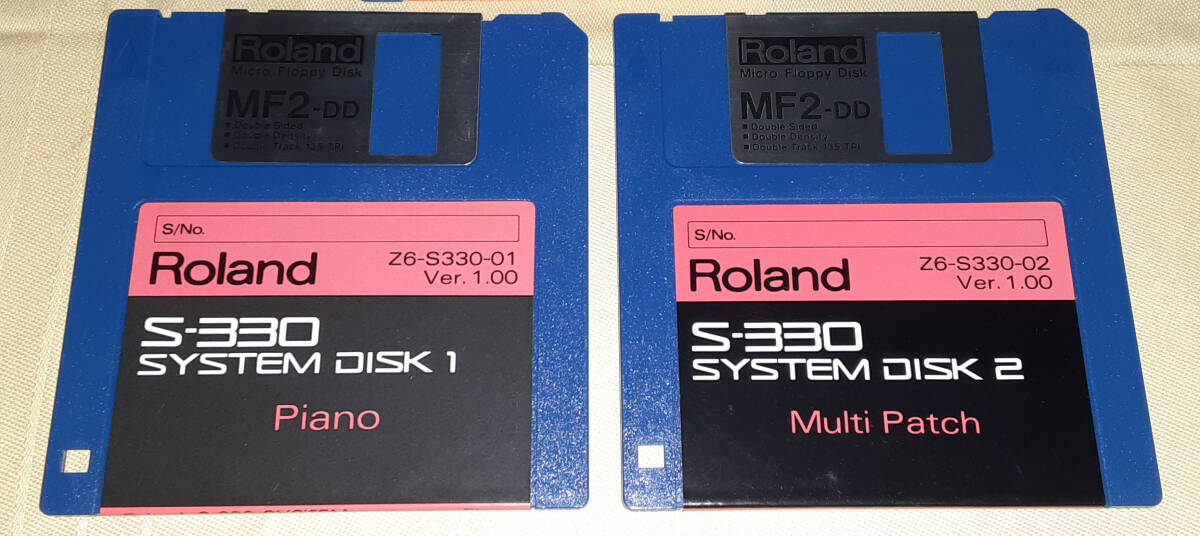 Roland
Micro Floppy Disk
MF2-DD
■ Double Sided
■ Double Density
■ Double Track 135 TPI
S/No.
Roland
Z6-S330-01
Ver. 1.00
S-330
SYSTEM DISK 1
Piano
Roland
Micro Floppy Disk
MF2-DD
■ Double Sided
■ Double Density
■ Double Track 135 TPI
S/No.
Roland
Z6-S330-02
Ver. 1.00
S-330
SYSTEM DISK 2
Multi Patch